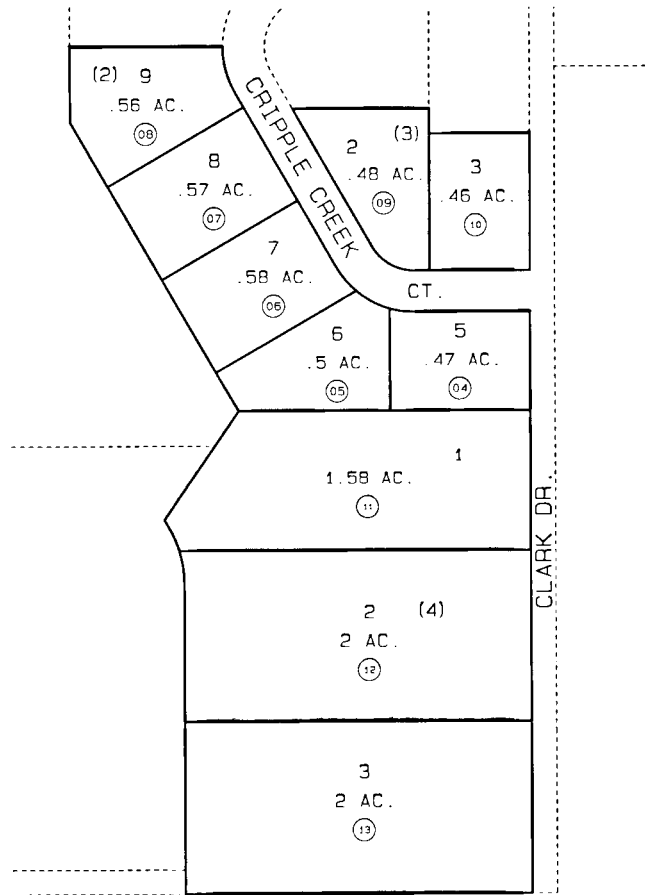 (2) 9
.56 AC.
08
8
.57 AC.
07
7
.58 AC.
06
6
.5 AC.
05
5
.47 AC.
04
CRIPPLE CREEK
CT.
(3)
2
.48 AC.
09
3
.46 AC.
10
1
1.58 AC.
11
2 (4)
2 AC.
12
3
2 AC.
13
CLARK DR.